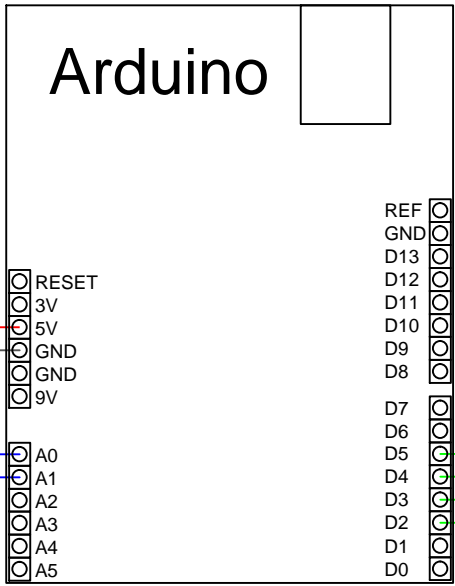 Arduino
RESET
3V
5V
GND
GND
9V
A0
A1
A2
A3
A4
A5
REF
GND
D13
D12
D11
D10
D9
D8
D7
D6
D5
D4
D3
D2
D1
D0